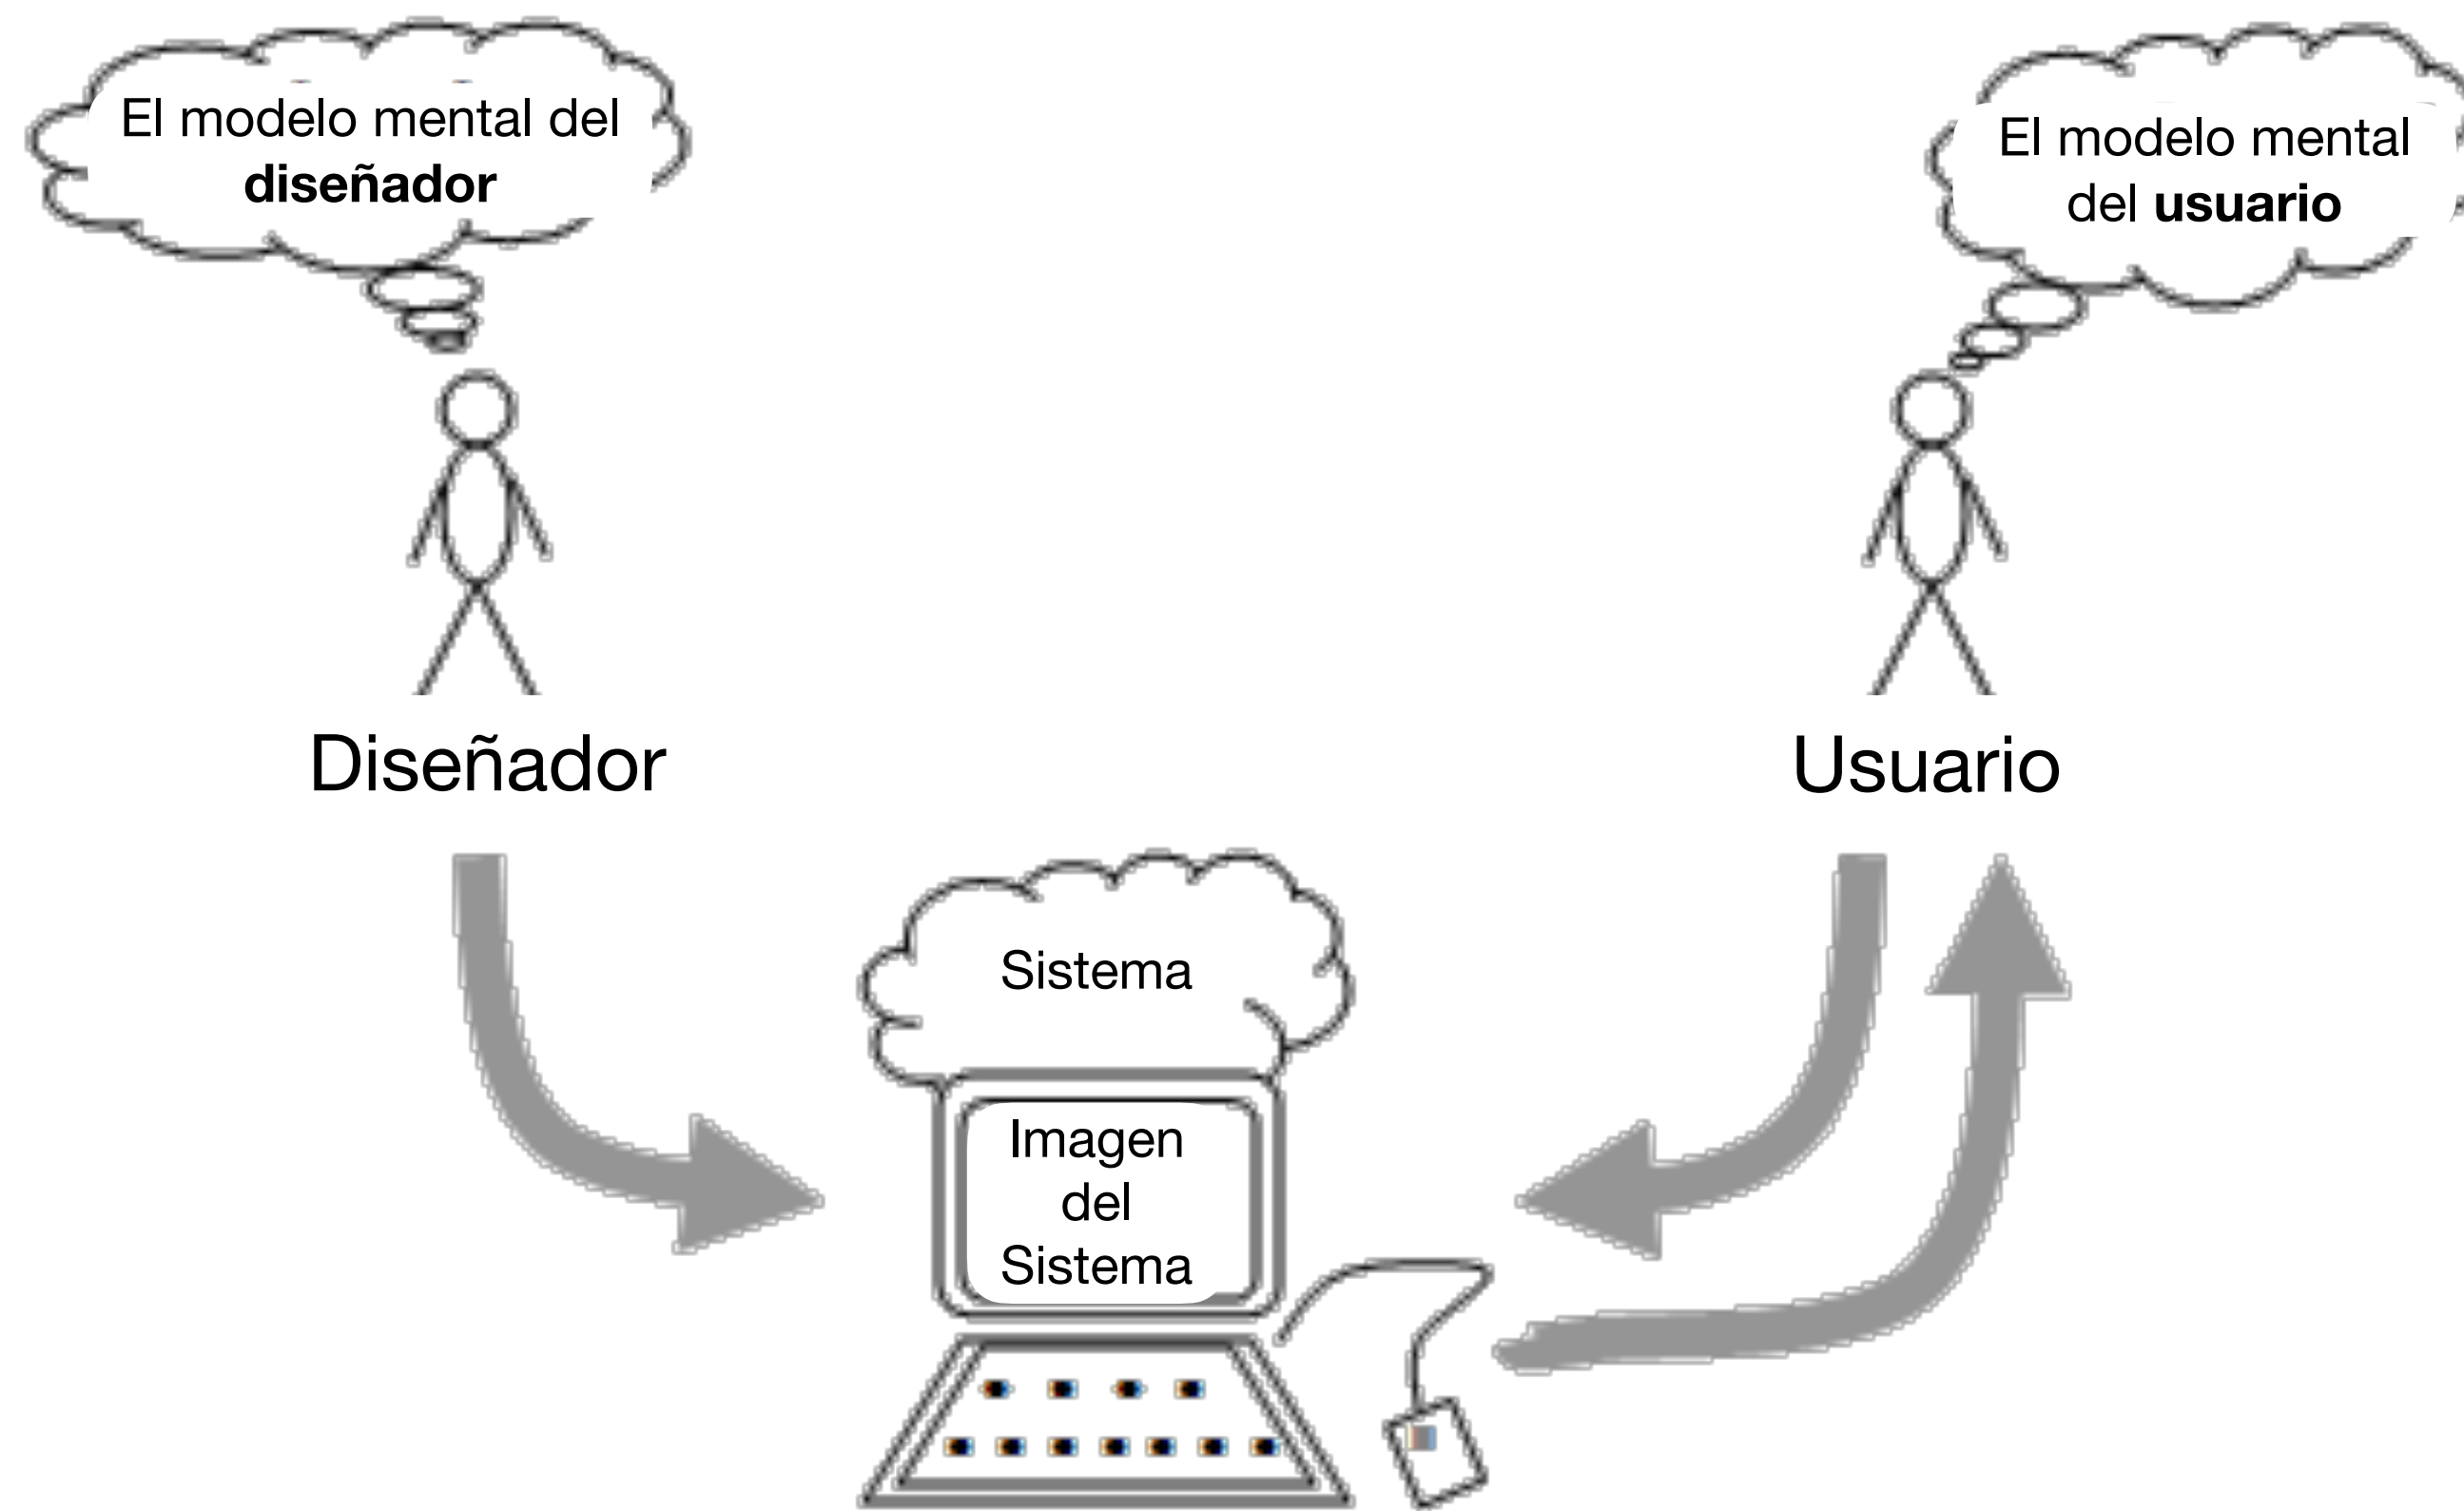 El modelo mental del
diseñador
El modelo mental
del usuario
Diseñador
Usuario
Sistema
Imagen
del
Sistema